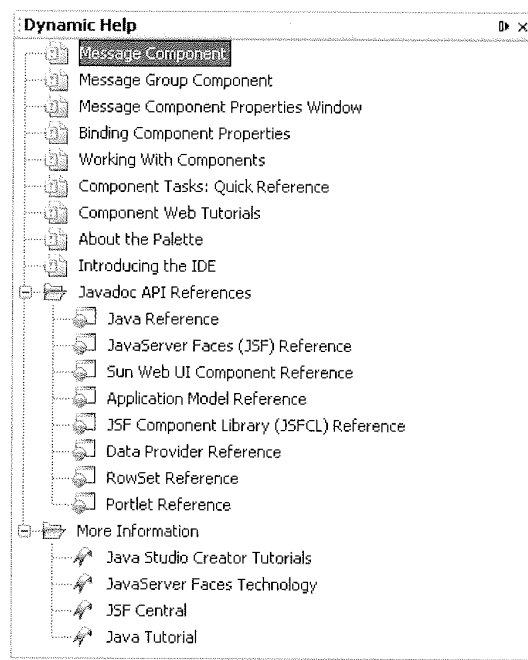 Dynamic Help
Message Component
Message Group Component
Message Component Properties Window
Binding Component Properties
Working With Components
Component Tasks: Quick Reference
Component Web Tutorials
About the Palette
Introducing the IDE
Javadoc API References
Java Reference
JavaServer Faces (JSF) Reference
Sun Web UI Component Reference
Application Model Reference
JSF Component Library (JSFCL) Reference
Data Provider Reference
RowSet Reference
Portlet Reference
More Information
Java Studio Creator Tutorials
JavaServer Faces Technology
JSF Central
Java Tutorial